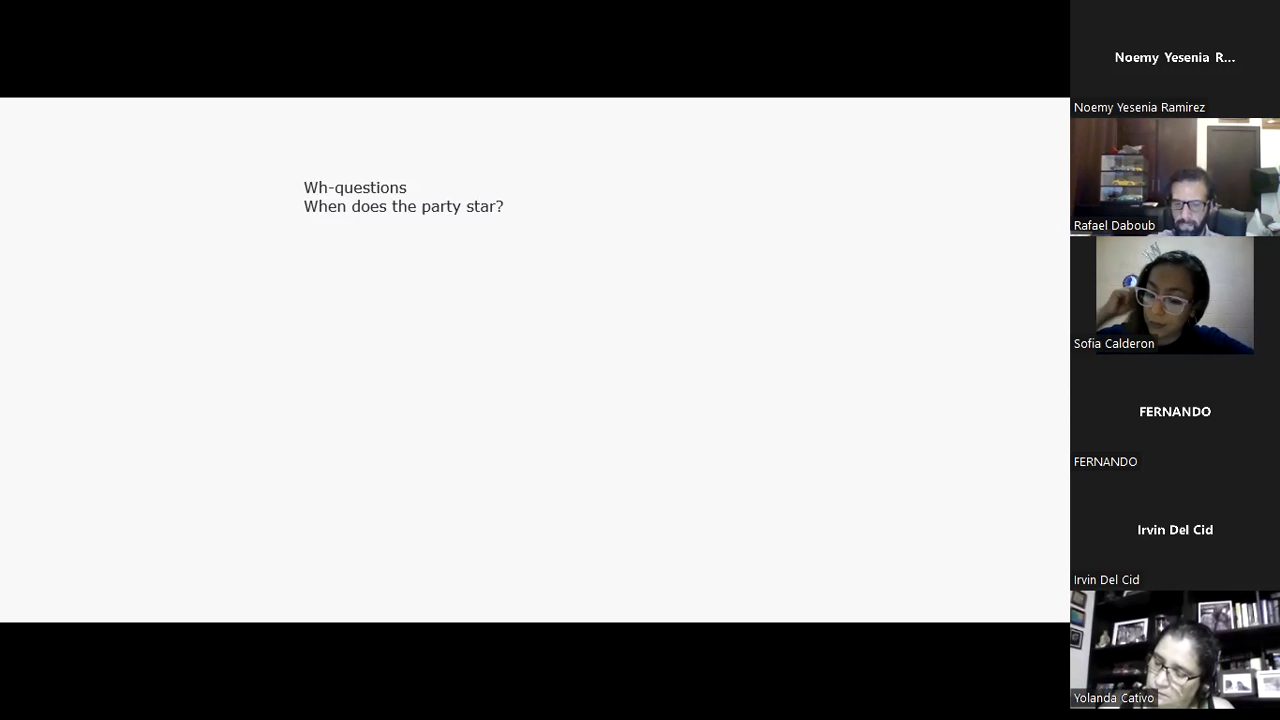 Wh-questions
When does the party star?
Noemy Yesenia R...
Noemy Yesenia Ramirez
Rafael Daboub
Sofia Calderon
FERNANDO
FERNANDO
Irvin Del Cid
Irvin Del Cid
Yolanda Cativo